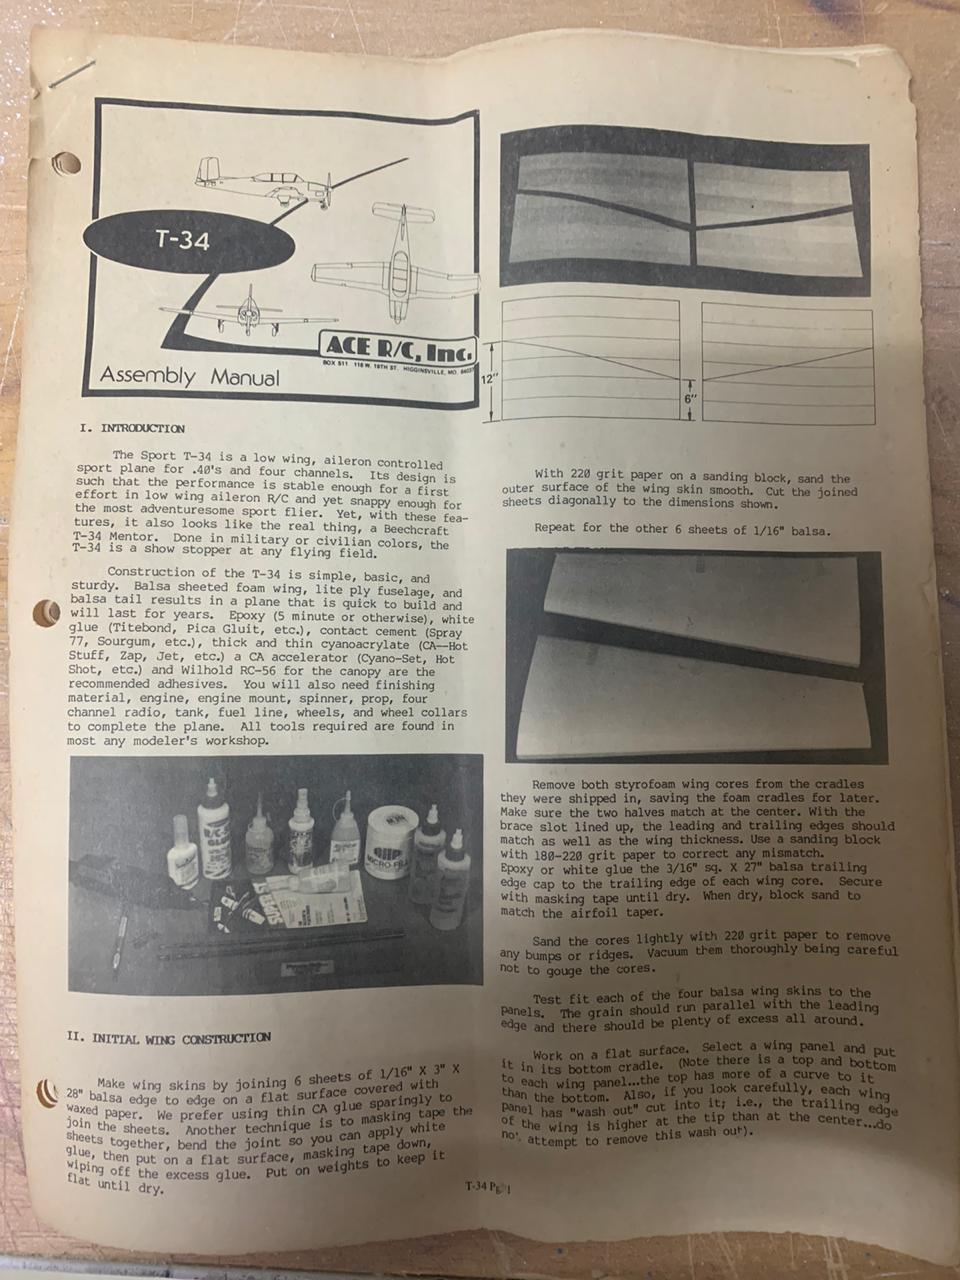 T-34
ACE R/C, Inc.
BOX 511 116 W. 19TH ST. HIGGINSVILLE, MO. 64037
Assembly Manual
I. INTRODUCTION
The Sport T-34 is a low wing, aileron controlled
sport plane for .40's and four channels. Its design is
such that the performance is stable enough for a first
effort in low wing aileron R/C and yet snappy enough for
the most adventuresome sport flier. Yet, with these fea-
tures, it also looks like the real thing, a Beechcraft
T-34 Mentor. Done in military or civilian colors, the
T-34 is a show stopper at any flying field.
Construction of the T-34 is simple, basic, and
sturdy. Balsa sheeted foam wing, lite ply fuselage, and
balsa tail results in a plane that is quick to build and
will last for years. Epoxy (5 minute or otherwise), white
glue (Titebond, Pica Gluit, etc.), contact cement (Spray
77, Sourgum, etc.), thick and thin cyanoacrylate (CA--Hot
Stuff, Zap, Jet, etc.) a CA accelerator (Cyano-Set, Hot
Shot, etc.) and Wilhold RC-56 for the canopy are the
recommended adhesives. You will also need finishing
material, engine, engine mount, spinner, prop, four
channel radio, tank, fuel line, wheels, and wheel collars
to complete the plane. All tools required are found in
most any modeler's workshop.
R/C-56
GLUE
MICRO-FILL
SUPER
II. INITIAL WING CONSTRUCTION
Make wing skins by joining 6 sheets of 1/16" X 3" X
28" balsa edge to edge on a flat surface covered with
waxed paper. We prefer using thin CA glue sparingly to
join the sheets. Another technique is to masking tape the
sheets together, bend the joint so you can apply white
glue, then put on a flat surface, masking tape down,
wiping off the excess glue. Put on weights to keep it
flat until dry.
12"
6"
With 220 grit paper on a sanding block, sand the
outer surface of the wing skin smooth. Cut the joined
sheets diagonally to the dimensions shown.
Repeat for the other 6 sheets of 1/16" balsa.
Remove both styrofoam wing cores from the cradles
they were shipped in, saving the foam cradles for later.
Make sure the two halves match at the center. With the
brace slot lined up, the leading and trailing edges should
match as well as the wing thickness. Use a sanding block
with 180-220 grit paper to correct any mismatch.
Epoxy or white glue the 3/16" sq. X 27" balsa trailing
edge cap to the trailing edge of each wing core. Secure
with masking tape until dry. When dry, block sand to
match the airfoil taper.
Sand the cores lightly with 220 grit paper to remove
any bumps or ridges. Vacuum them thoroughly being careful
not to gouge the cores.
Test fit each of the four balsa wing skins to the
panels. The grain should run parallel with the leading
edge and there should be plenty of excess all around.
Work on a flat surface. Select a wing panel and put
it in its bottom cradle. (Note there is a top and bottom
to each wing panel...the top has more of a curve to it
than the bottom. Also, if you look carefully, each wing
panel has "wash out" cut into it; i.e., the trailing edge
of the wing is higher at the tip than at the center...do
not attempt to remove this wash out).
T-34 Pg 1